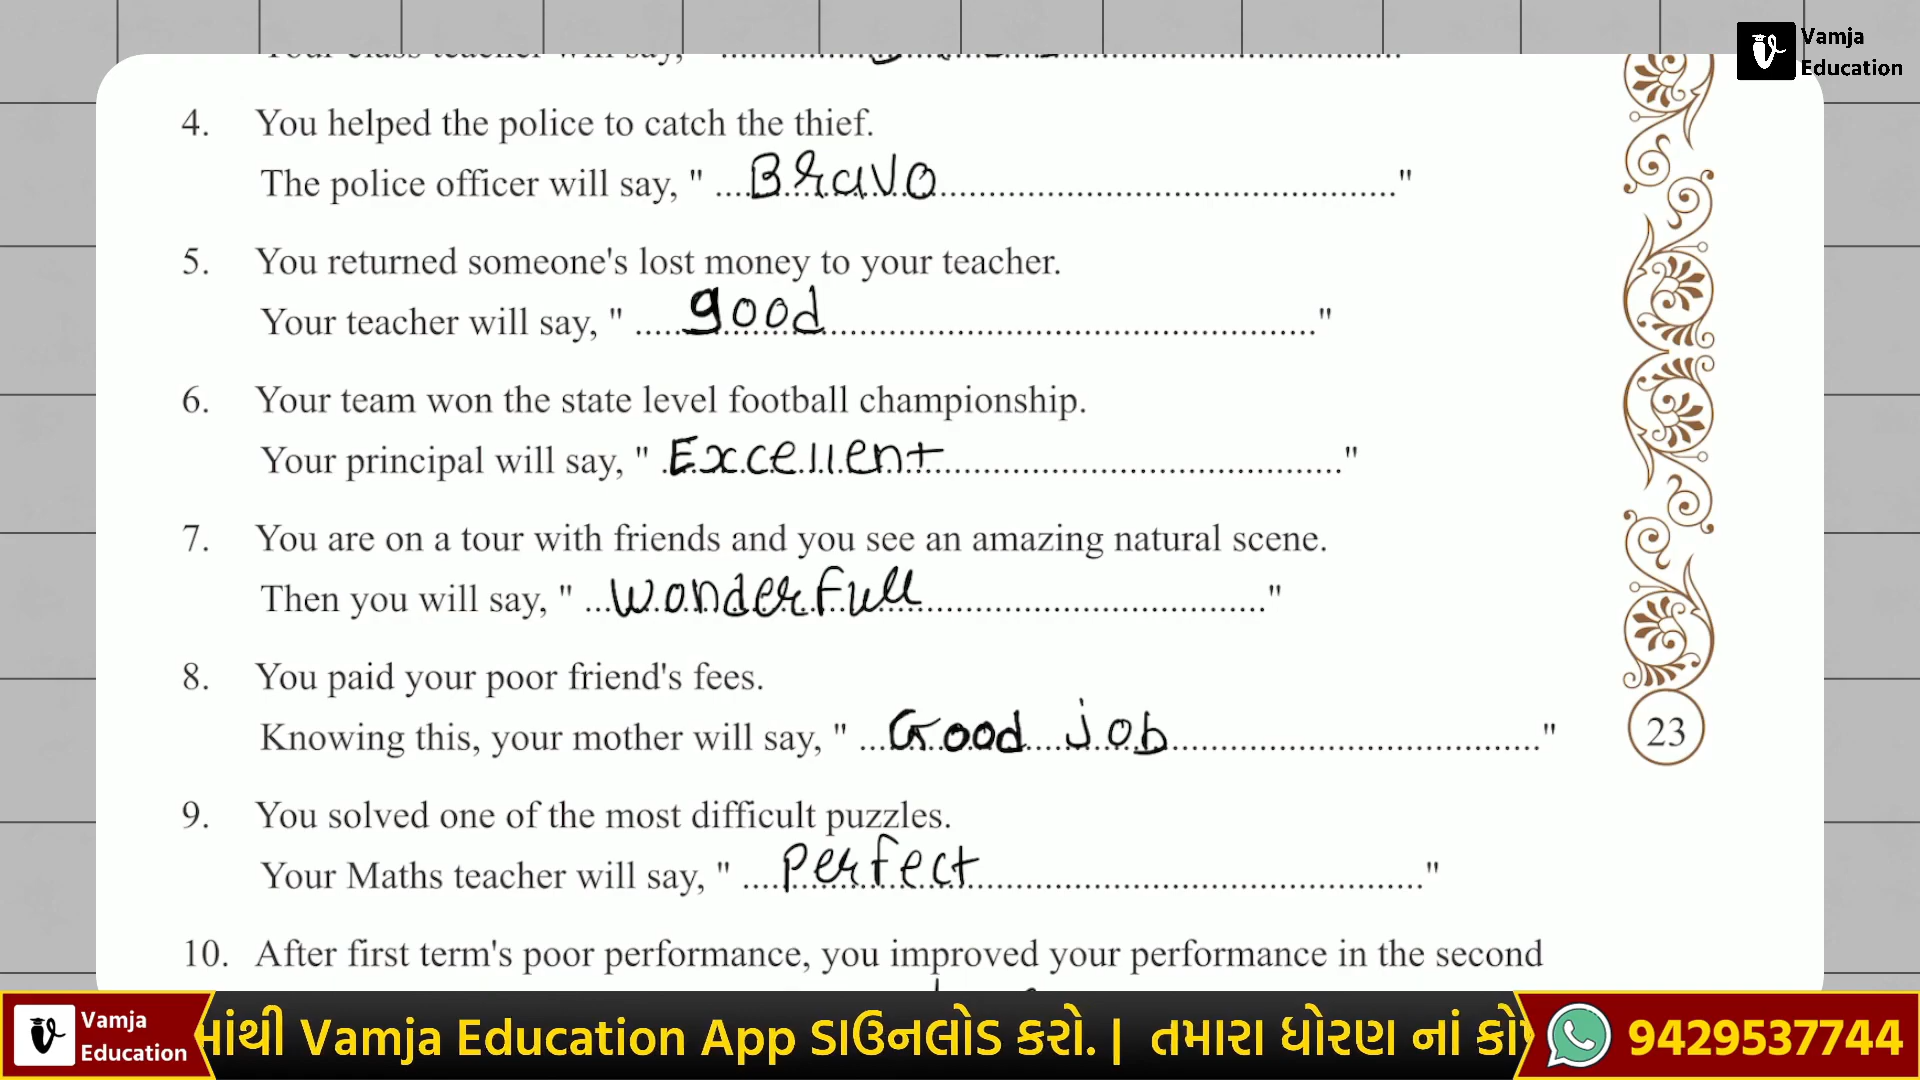 Vamja
Education
Your class teacher will say,
4. You helped the police to catch the thief.
The police officer will say, " ....Bravo...."
5. You returned someone's lost money to your teacher.
Your teacher will say, " .....good....."
6. Your team won the state level football championship.
Your principal will say, " .Excellent....."
7. You are on a tour with friends and you see an amazing natural scene.
Then you will say, " ...wonderfull....."
8. You paid your poor friend's fees.
Knowing this, your mother will say, " ...Good job....."
23
9. You solved one of the most difficult puzzles.
Your Maths teacher will say, " ....perfect....."
10. After first term's poor performance, you improved your performance in the second
Vamja
Education
માંથી Vamja Education App ડાઉનલોડ કરો. | તમારા ધોરણ નાં
9429537744